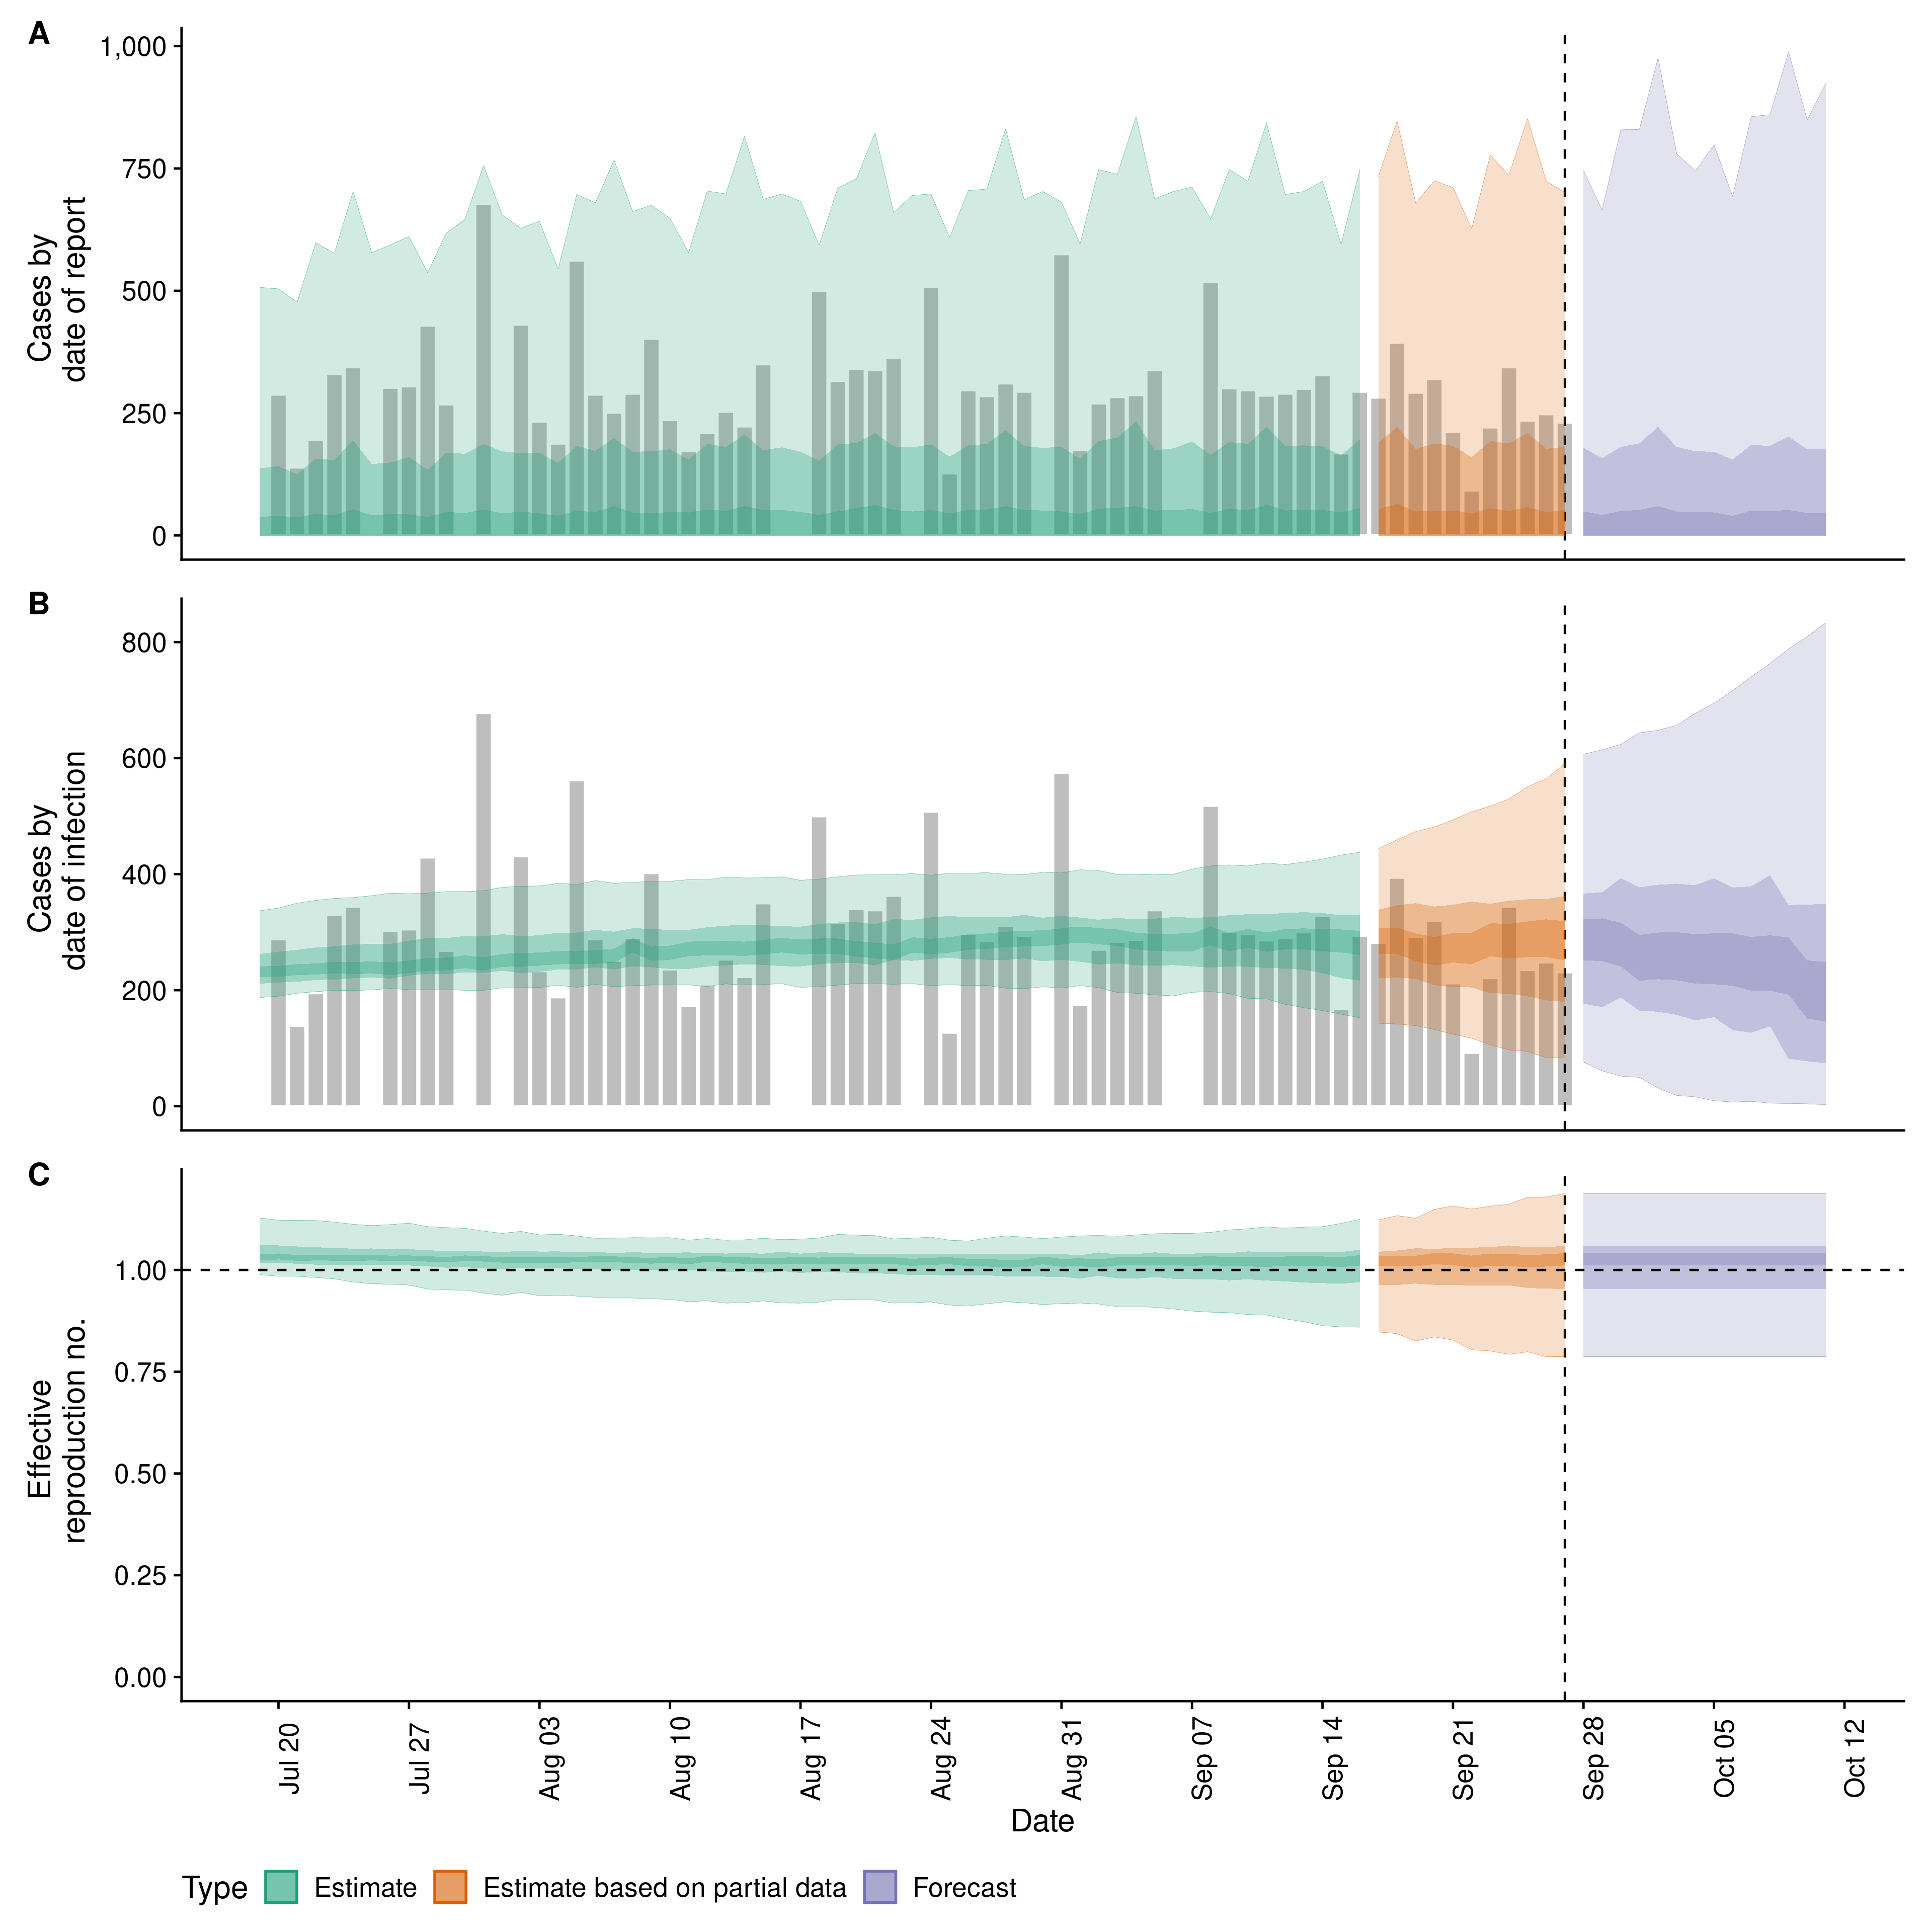 A
1,000
750
500
250
0
Cases by
date of report
B
800
600
400
200
0
Cases by
date of infection
C
1.00
0.75
0.50
0.25
0.00
Effective
reproduction no.
Jul 20
Jul 27
Aug 03
Aug 10
Aug 17
Aug 24
Aug 31
Sep 07
Sep 14
Sep 21
Sep 28
Oct 05
Oct 12
Date
Type Estimate Estimate based on partial data Forecast